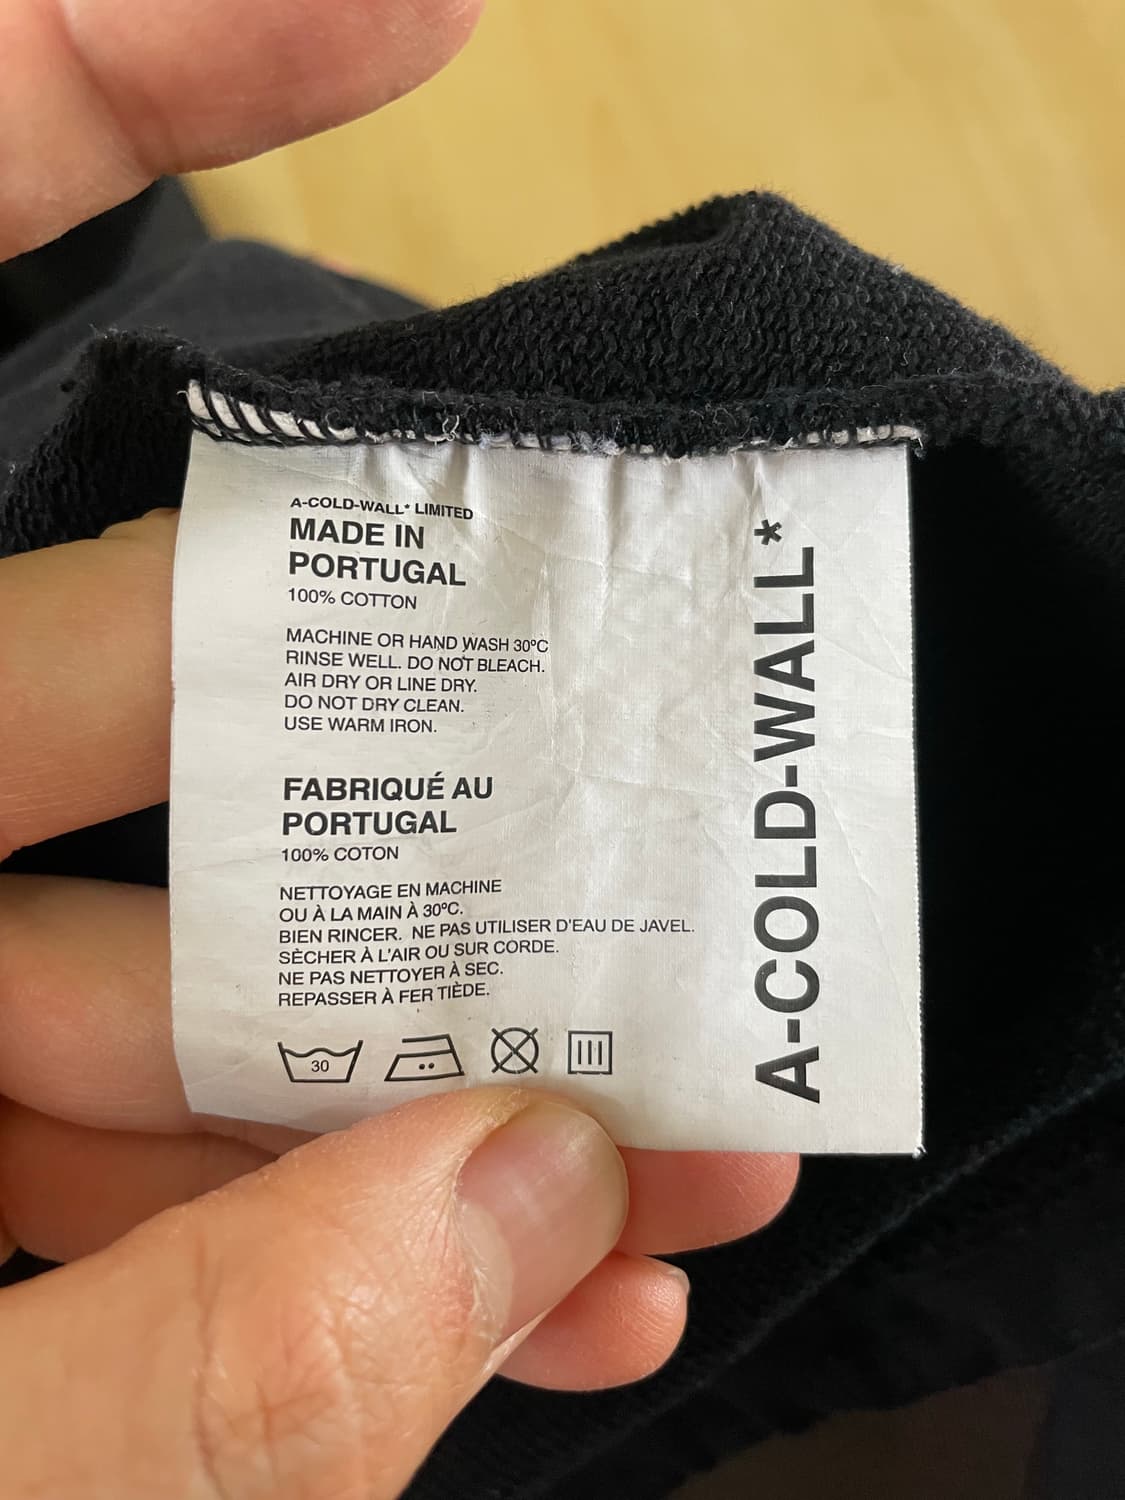 A-COLD-WALL* LIMITED
MADE IN
PORTUGAL
100% COTTON
MACHINE OR HAND WASH 30ºC
RINSE WELL. DO NOT BLEACH.
AIR DRY OR LINE DRY.
DO NOT DRY CLEAN.
USE WARM IRON.
FABRIQUÉ AU
PORTUGAL
100% COTON
NETTOYAGE EN MACHINE
OU À LA MAIN À 30ºC.
BIEN RINCER. NE PAS UTILISER D'EAU DE JAVEL.
SÈCHER À L'AIR OU SUR CORDE.
NE PAS NETTOYER À SEC.
REPASSER À FER TIÈDE.
30
A-COLD-WALL*